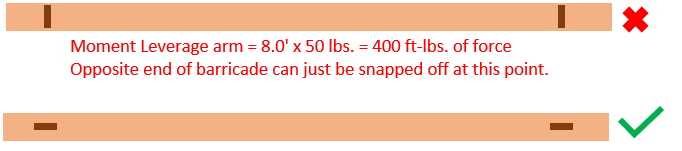 Moment Leverage arm = 8.0' x 50 lbs. = 400 ft-lbs. of force
Opposite end of barricade can just be snapped off at this point.